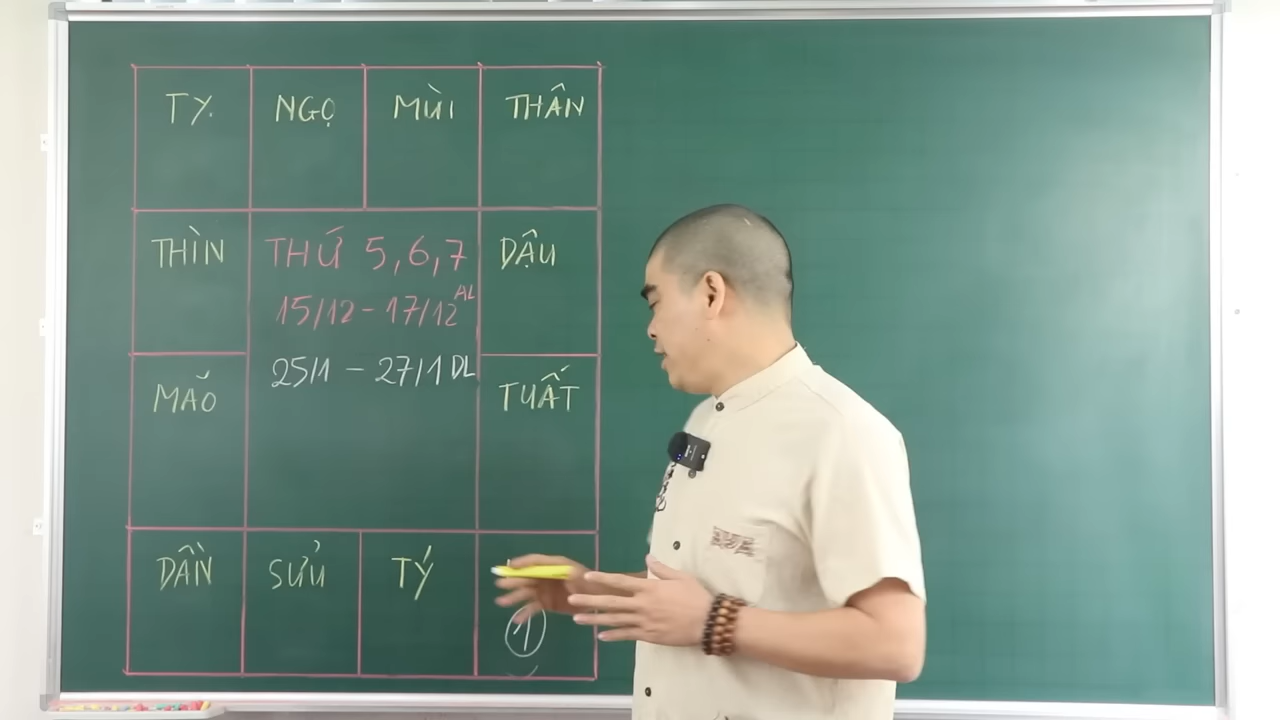 TỴ
NGỌ
MÙI
THÂN
THÌN
THỨ 5,6,7
15/12 - 17/12 AL
25/1 - 27/1 DL
DẬU
MÃO
TUẤT
DẦN
SỬU
TÝ
1